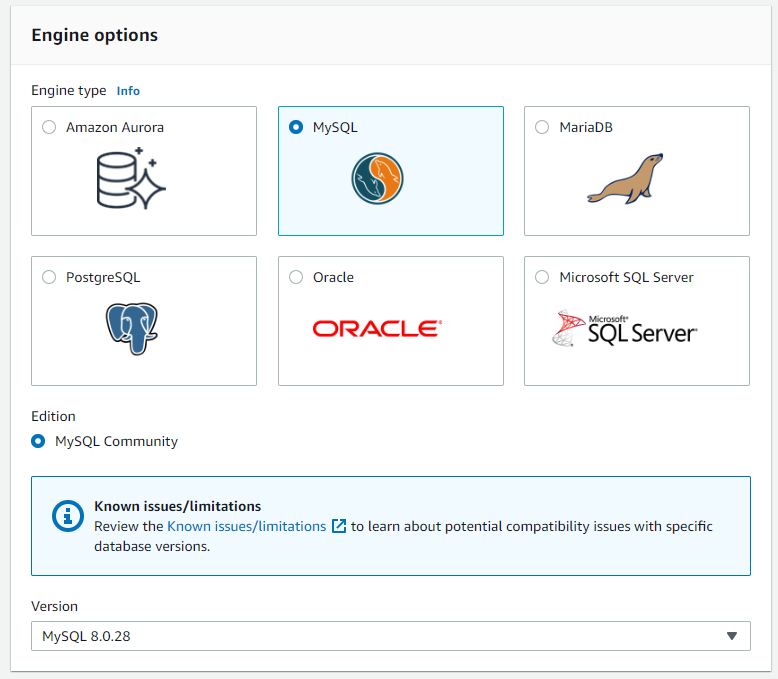 Engine options
Engine type Info
Amazon Aurora
MySQL
MariaDB
PostgreSQL
Oracle
ORACLE®
Microsoft SQL Server
Microsoft®
SQL Server®
Edition
MySQL Community
Known issues/limitations
Review the Known issues/limitations to learn about potential compatibility issues with specific
database versions.
Version
MySQL 8.0.28